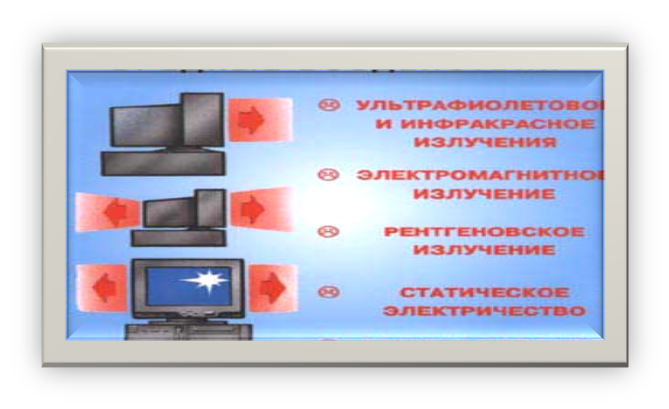 УЛЬТРАФИОЛЕТОВО
И ИНФРАКРАСНОЕ
ИЗЛУЧЕНИЯ
ЭЛЕКТРОМАГНИТНО
ИЗЛУЧЕНИЕ
РЕНТГЕНОВСКОЕ
ИЗЛУЧЕНИЕ
СТАТИЧЕСКОЕ
ЭЛЕКТРИЧЕСТВО